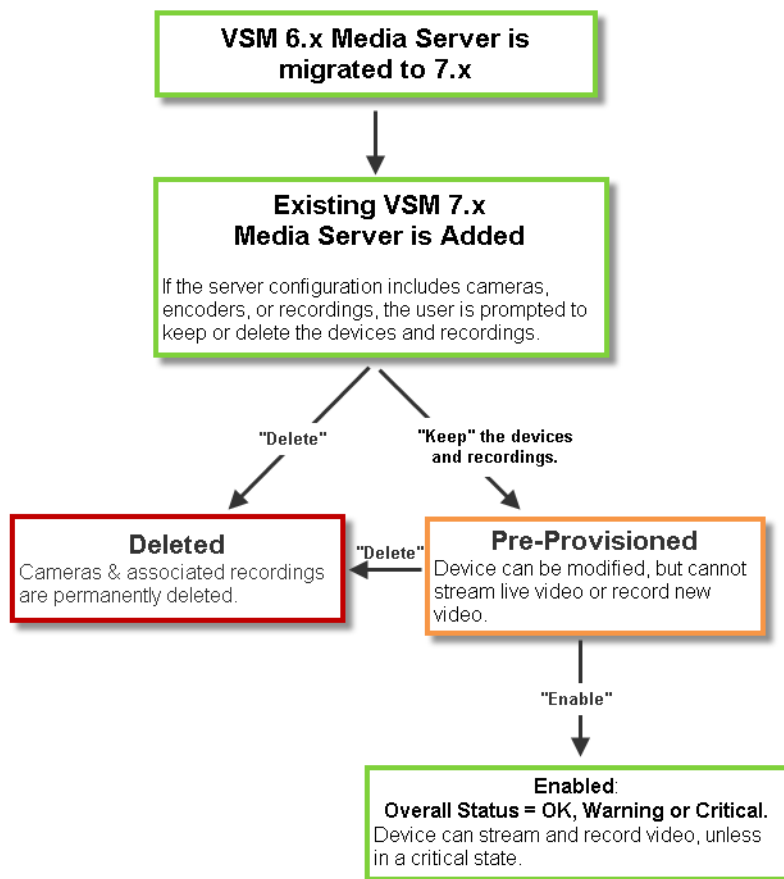 VSM 6.x Media Server is
migrated to 7.x
Existing VSM 7.x
Media Server is Added
If the server configuration includes cameras,
encoders, or recordings, the user is prompted to
keep or delete the devices and recordings.
"Delete"
"Keep" the devices
and recordings.
Deleted
Cameras & associated recordings
are permanently deleted.
"Delete"
Pre-Provisioned
Device can be modified, but cannot
stream live video or record new
video.
"Enable"
Enabled:
Overall Status = OK, Warning or Critical.
Device can stream and record video, unless
in a critical state.